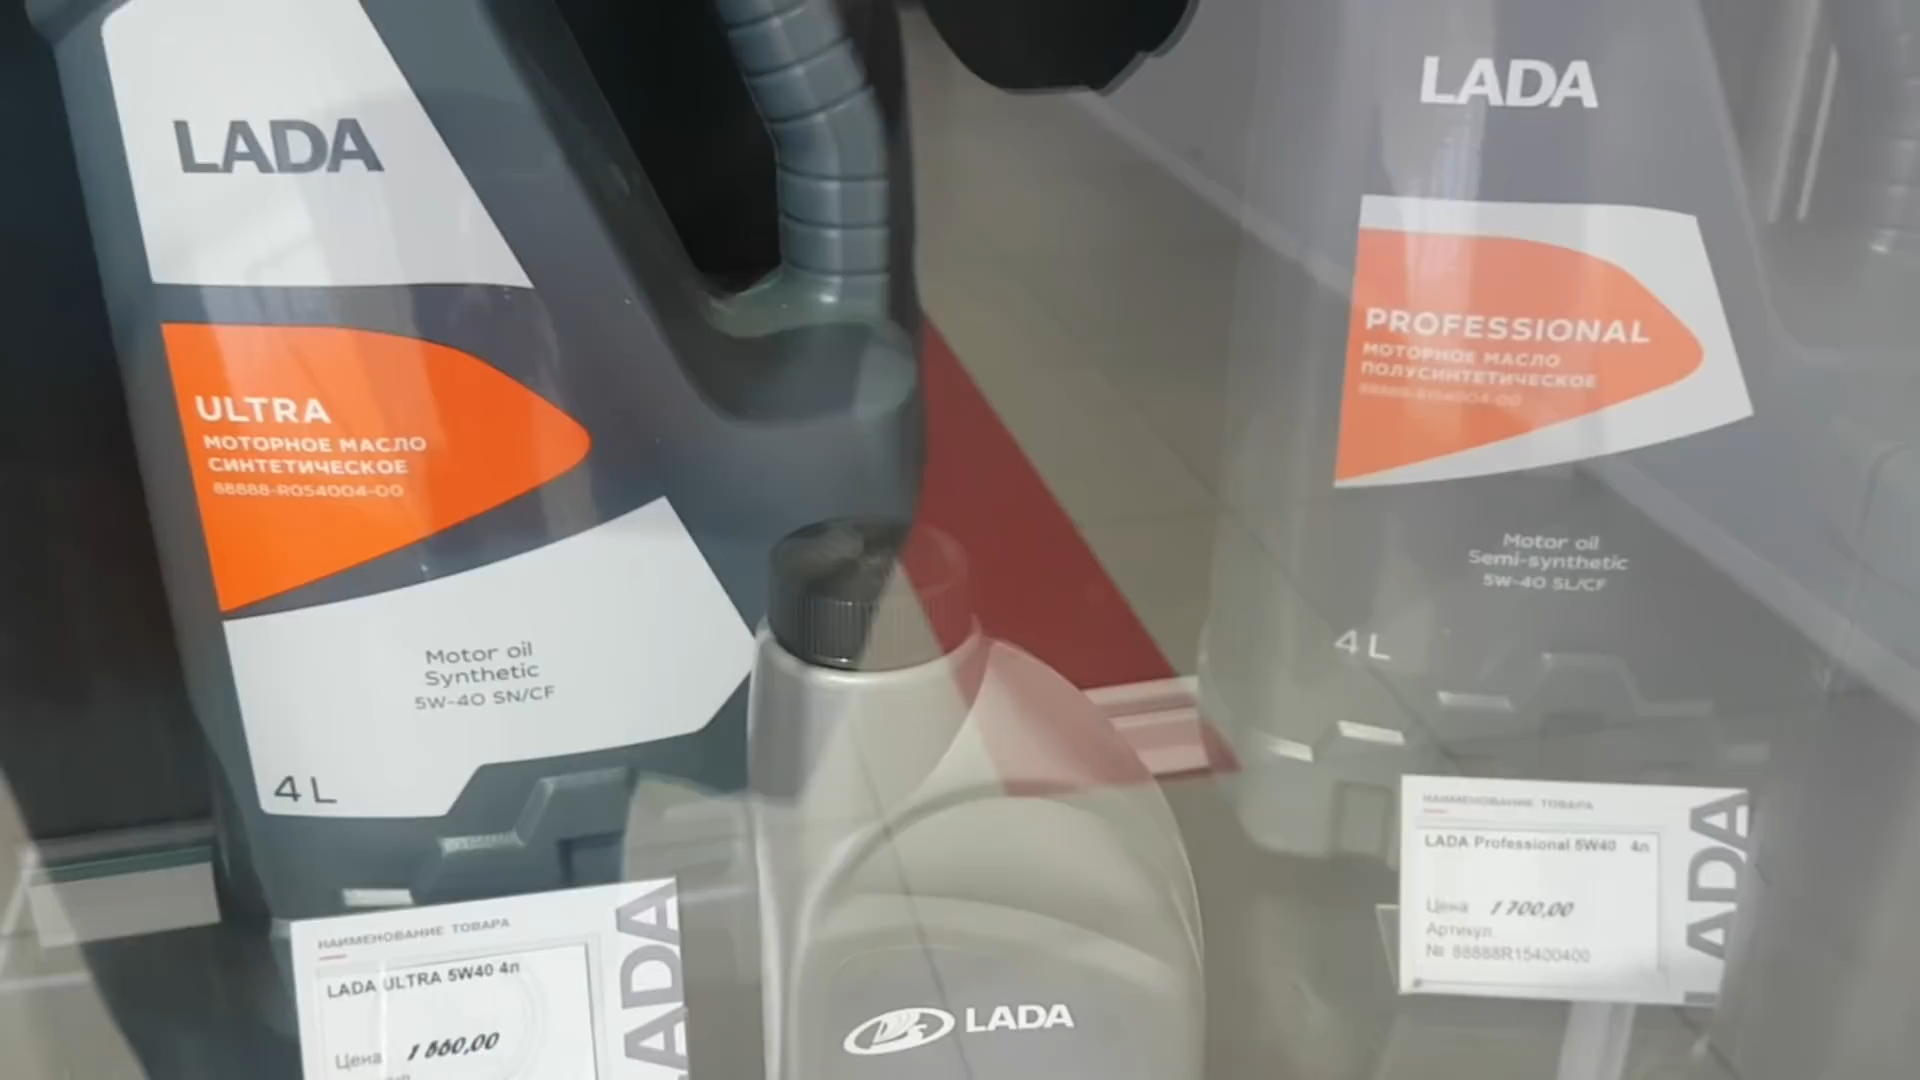 LADA
ULTRA
МОТОРНОЕ МАСЛО
СИНТЕТИЧЕСКОЕ
88888-R054004-00
Motor oil
Synthetic
5W-40 SN/CF
4 L
НАИМЕНОВАНИЕ ТОВАРА
LADA ULTRA 5W40 4л
Цена
LADA
LADA
LADA
PROFESSIONAL
МОТОРНОЕ МАСЛО
ПОЛУСИНТЕТИЧЕСКОЕ
88888-R154004-00
Motor oil
Semi-synthetic
5W-40 SL/CF
4 L
НАИМЕНОВАНИЕ ТОВАРА
LADA Professional 5W40 4л
Цена 1 700,00
Артикул
№ 88888R15400400
LADA